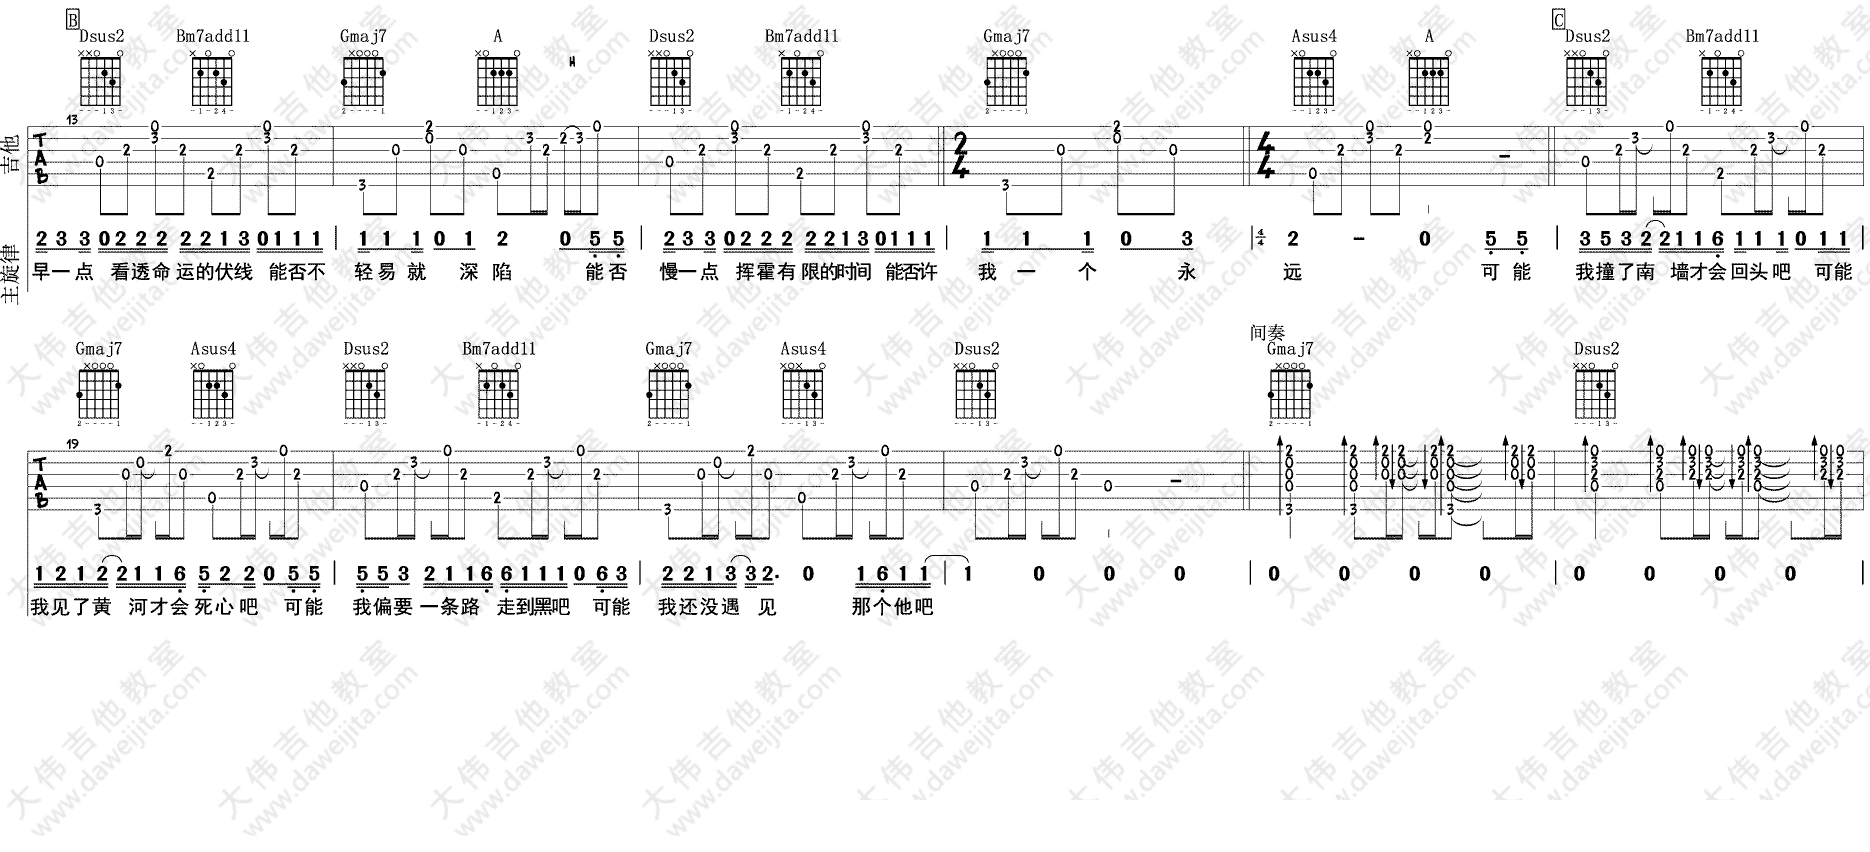 B C
Dsus2 Bm7add11 Gmaj7 A Dsus2 Bm7add11 Gmaj7 Asus4 A Dsus2 Bm7add11
13
吉他
TAB
主旋律
2 3 3 0 2 2 2 2 2 1 3 0 1 1 1 | 1 1 1 0 1 2 0 5 5 | 2 3 3 0 2 2 2 2 2 1 3 0 1 1 1 | 1 1 1 0 3 | 4/4 2 - 0 5 5 | 3 5 3 2 2 1 1 6 1 1 1 0 1 1 |
早一点 看透命 运的伏线 能否不 轻易就 深 陷 能否 慢一点 挥霍有 限的时间 能否许 我 一 个 永 远 可能 我撞了南 墙才会 回头吧 可能
间奏
Gmaj7 Asus4 Dsus2 Bm7add11 Gmaj7 Asus4 Dsus2 Gmaj7 Dsus2
19
TAB
1 2 1 2 2 1 1 6 5 2 2 0 5 5 | 5 5 3 2 1 1 6 6 1 1 1 0 6 3 | 2 2 1 3 3 2. 0 1 6 1 1 | 1 0 0 0 | 0 0 0 0 | 0 0 0 0 |
我见了黄 河才会 死心吧 可能 我偏要 一条路 走到黑吧 可能 我还没遇 见 那个他吧
大伟吉他教室
www.daweijita.com